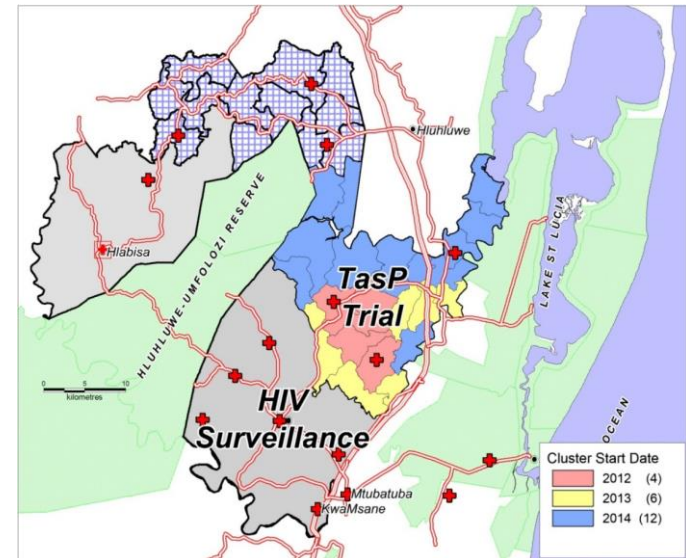 Hluhluwe
Hlabisa
HLUHLUWE-UMFOLOZI RESERVE
LAKE ST LUCIA
TasP
Trial
0 5 10
kilometres
HIV
Surveillance
OCEAN
Mtubatuba
KwaMsane
Cluster Start Date
2012 (4)
2013 (6)
2014 (12)